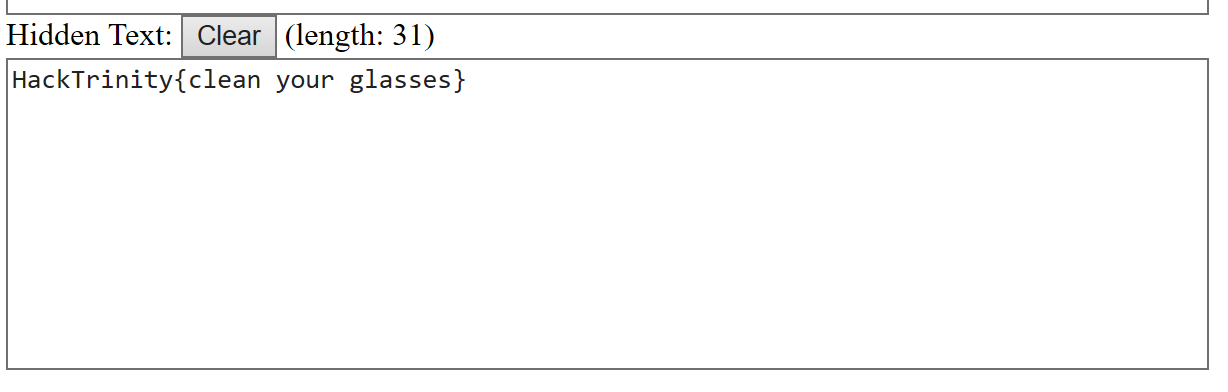 Hidden Text: Clear (length: 31)
HackTrinity{clean your glasses}